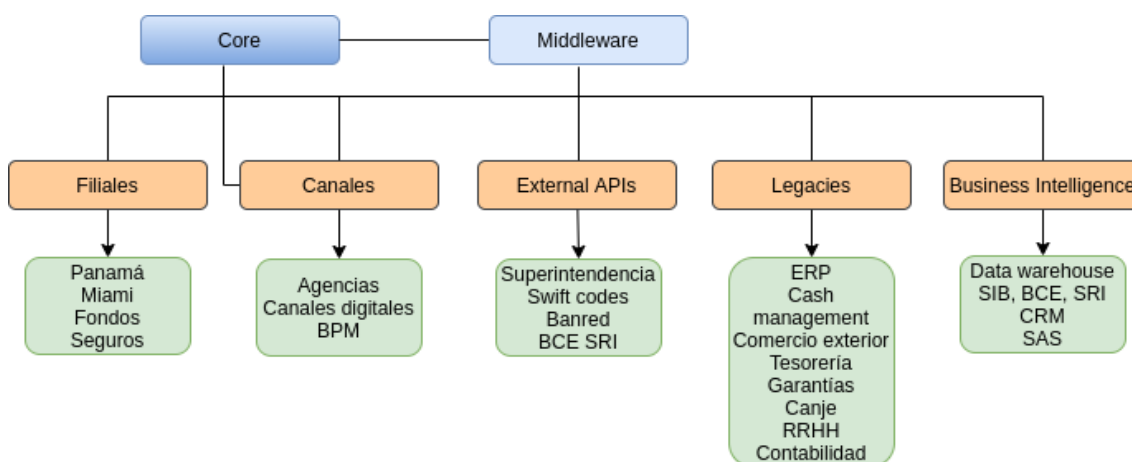 Core
Middleware
Filiales
Canales
External APIs
Legacies
Business Intelligence
Panamá
Miami
Fondos
Seguros
Agencias
Canales digitales
BPM
Superintendencia
Swift codes
Banred
BCE SRI
ERP
Cash
management
Comercio exterior
Tesorería
Garantías
Canje
RRHH
Contabilidad
Data warehouse
SIB, BCE, SRI
CRM
SAS